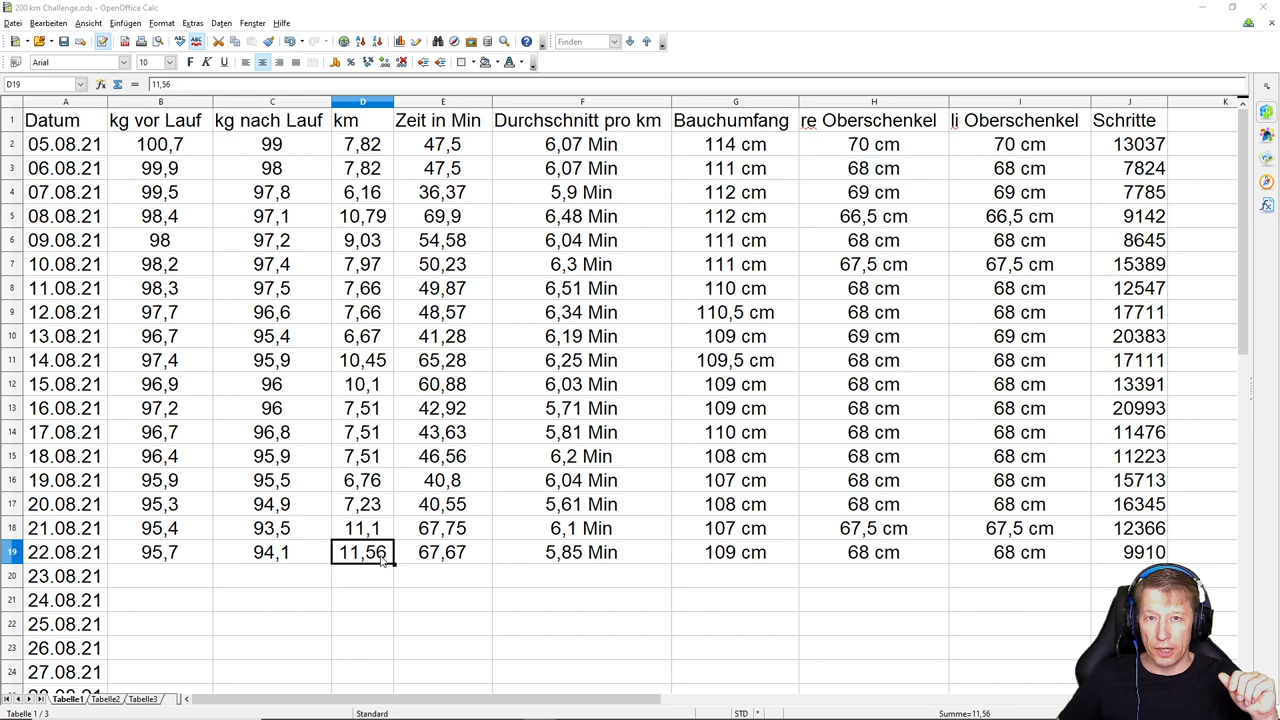 200 km Challenge.ods - OpenOffice Calc
Datei Bearbeiten Ansicht Einfügen Format Extras Daten Fenster Hilfe
Finden
Arial 10
D19 11,56
A B C D E F G H I J K
1 Datum kg vor Lauf kg nach Lauf km Zeit in Min Durchschnitt pro km Bauchumfang re Oberschenkel li Oberschenkel Schritte
2 05.08.21 100,7 99 7,82 47,5 6,07 Min 114 cm 70 cm 70 cm 13037
3 06.08.21 99,9 98 7,82 47,5 6,07 Min 111 cm 68 cm 68 cm 7824
4 07.08.21 99,5 97,8 6,16 36,37 5,9 Min 112 cm 69 cm 69 cm 7785
5 08.08.21 98,4 97,1 10,79 69,9 6,48 Min 112 cm 66,5 cm 66,5 cm 9142
6 09.08.21 98 97,2 9,03 54,58 6,04 Min 111 cm 68 cm 68 cm 8645
7 10.08.21 98,2 97,4 7,97 50,23 6,3 Min 111 cm 67,5 cm 67,5 cm 15389
8 11.08.21 98,3 97,5 7,66 49,87 6,51 Min 110 cm 68 cm 68 cm 12547
9 12.08.21 97,7 96,6 7,66 48,57 6,34 Min 110,5 cm 68 cm 68 cm 17711
10 13.08.21 96,7 95,4 6,67 41,28 6,19 Min 109 cm 69 cm 69 cm 20383
11 14.08.21 97,4 95,9 10,45 65,28 6,25 Min 109,5 cm 68 cm 68 cm 17111
12 15.08.21 96,9 96 10,1 60,88 6,03 Min 109 cm 68 cm 68 cm 13391
13 16.08.21 97,2 96 7,51 42,92 5,71 Min 109 cm 68 cm 68 cm 20993
14 17.08.21 96,7 96,8 7,51 43,63 5,81 Min 110 cm 68 cm 68 cm 11476
15 18.08.21 96,4 95,9 7,51 46,56 6,2 Min 108 cm 68 cm 68 cm 11223
16 19.08.21 95,9 95,5 6,76 40,8 6,04 Min 107 cm 68 cm 68 cm 15713
17 20.08.21 95,3 94,9 7,23 40,55 5,61 Min 108 cm 68 cm 68 cm 16345
18 21.08.21 95,4 93,5 11,1 67,75 6,1 Min 107 cm 67,5 cm 67,5 cm 12366
19 22.08.21 95,7 94,1 11,56 67,67 5,85 Min 109 cm 68 cm 68 cm 9910
20 23.08.21
21 24.08.21
22 25.08.21
23 26.08.21
24 27.08.21
28.08.21
Tabelle1 Tabelle2 Tabelle3
Tabelle 1 / 3 Standard STD * Summe=11,56